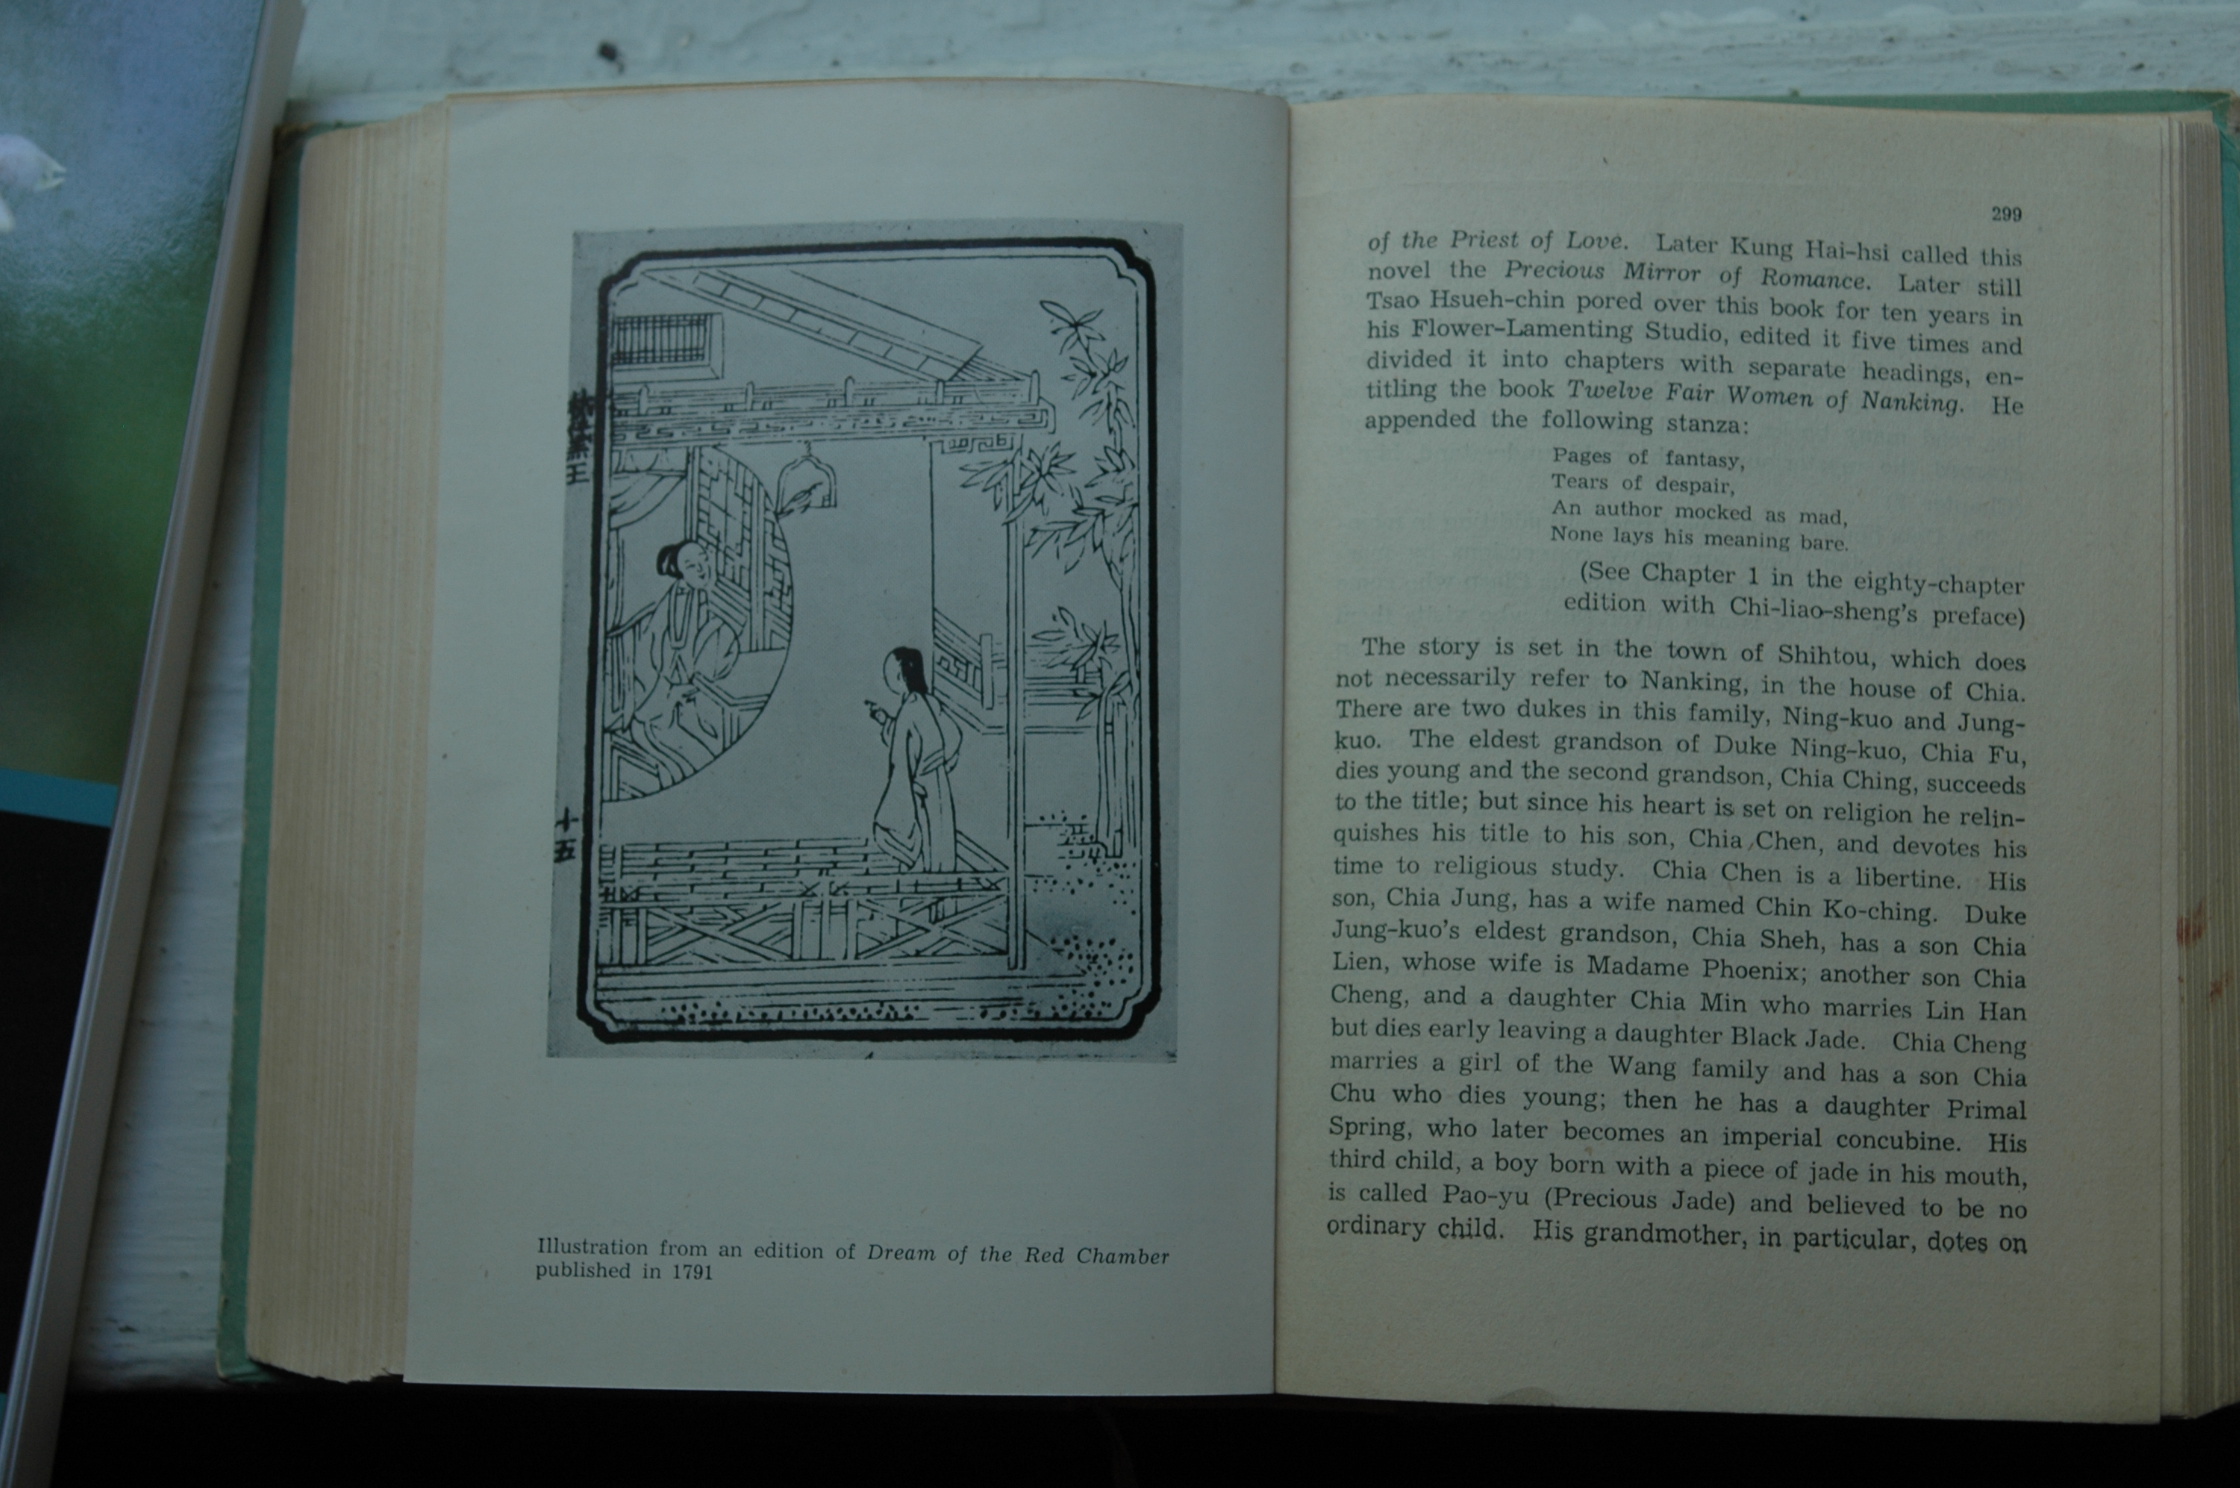 Illustration from an edition of Dream of the Red Chamber
published in 1791
299
of the Priest of Love. Later Kung Hai-hsi called this
novel the Precious Mirror of Romance. Later still
Tsao Hsueh-chin pored over this book for ten years in
his Flower-Lamenting Studio, edited it five times and
divided it into chapters with separate headings, en-
titling the book Twelve Fair Women of Nanking. He
appended the following stanza:
Pages of fantasy,
Tears of despair,
An author mocked as mad,
None lays his meaning bare.
(See Chapter 1 in the eighty-chapter
edition with Chi-liao-sheng's preface)
The story is set in the town of Shihtou, which does
not necessarily refer to Nanking, in the house of Chia.
There are two dukes in this family, Ning-kuo and Jung-
kuo. The eldest grandson of Duke Ning-kuo, Chia Fu,
dies young and the second grandson, Chia Ching, succeeds
to the title; but since his heart is set on religion he relin-
quishes his title to his son, Chia Chen, and devotes his
time to religious study. Chia Chen is a libertine. His
son, Chia Jung, has a wife named Chin Ko-ching. Duke
Jung-kuo's eldest grandson, Chia Sheh, has a son Chia
Lien, whose wife is Madame Phoenix; another son Chia
Cheng, and a daughter Chia Min who marries Lin Han
but dies early leaving a daughter Black Jade. Chia Cheng
marries a girl of the Wang family and has a son Chia
Chu who dies young; then he has a daughter Primal
Spring, who later becomes an imperial concubine. His
third child, a boy born with a piece of jade in his mouth,
is called Pao-yu (Precious Jade) and believed to be no
ordinary child. His grandmother, in particular, dotes on